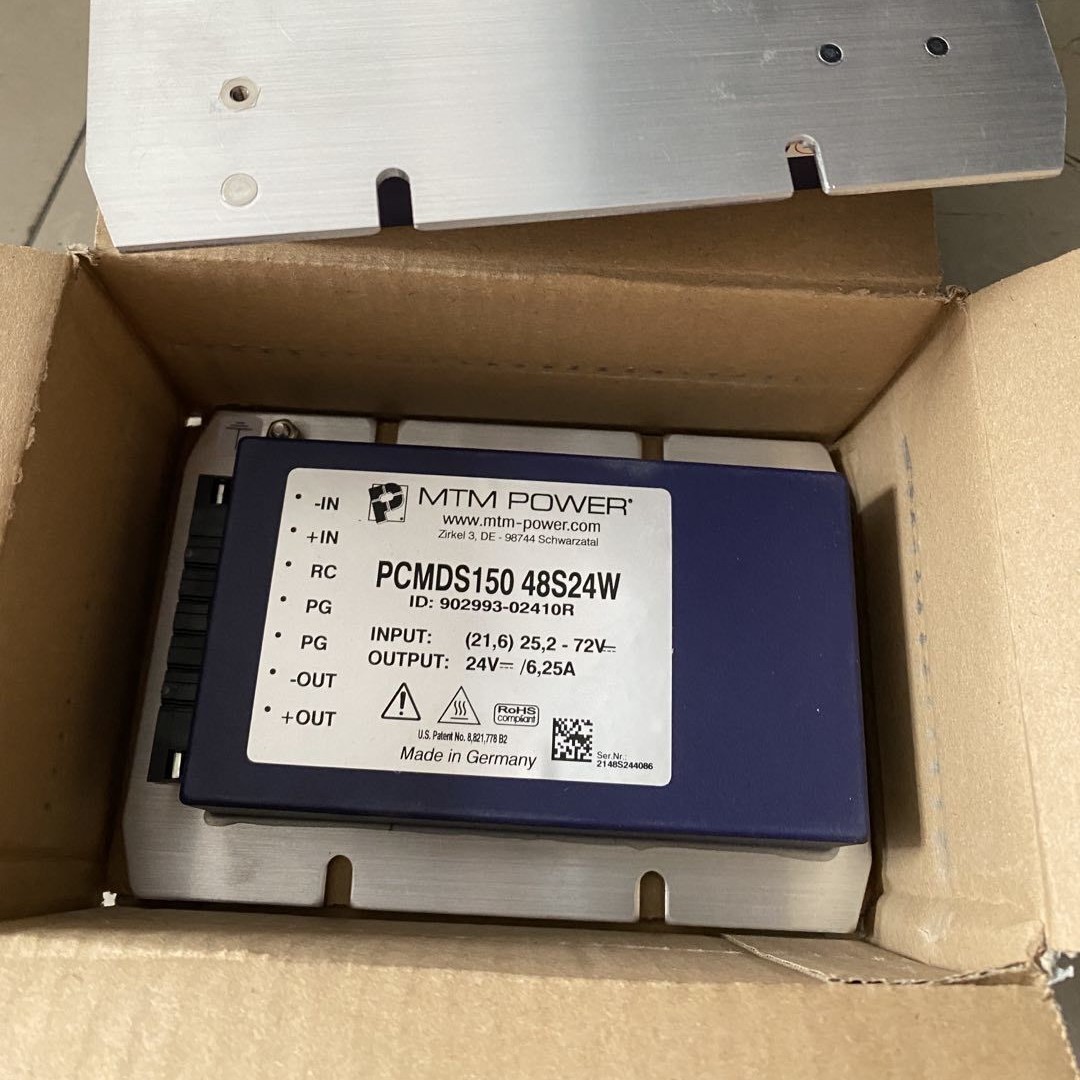 -IN
+IN
RC
PG
PG
-OUT
+OUT
MTM POWER®
www.mtm-power.com
Zirkel 3, DE - 98744 Schwarzatal
PCMDS150 48S24W
ID: 902993-02410R
INPUT: (21,6) 25,2 - 72V⎓
OUTPUT: 24V⎓ /6,25A
RoHS
compliant
U.S. Patent No. 8,821,778 B2
Made in Germany
Ser.Nr.:
2148S244086